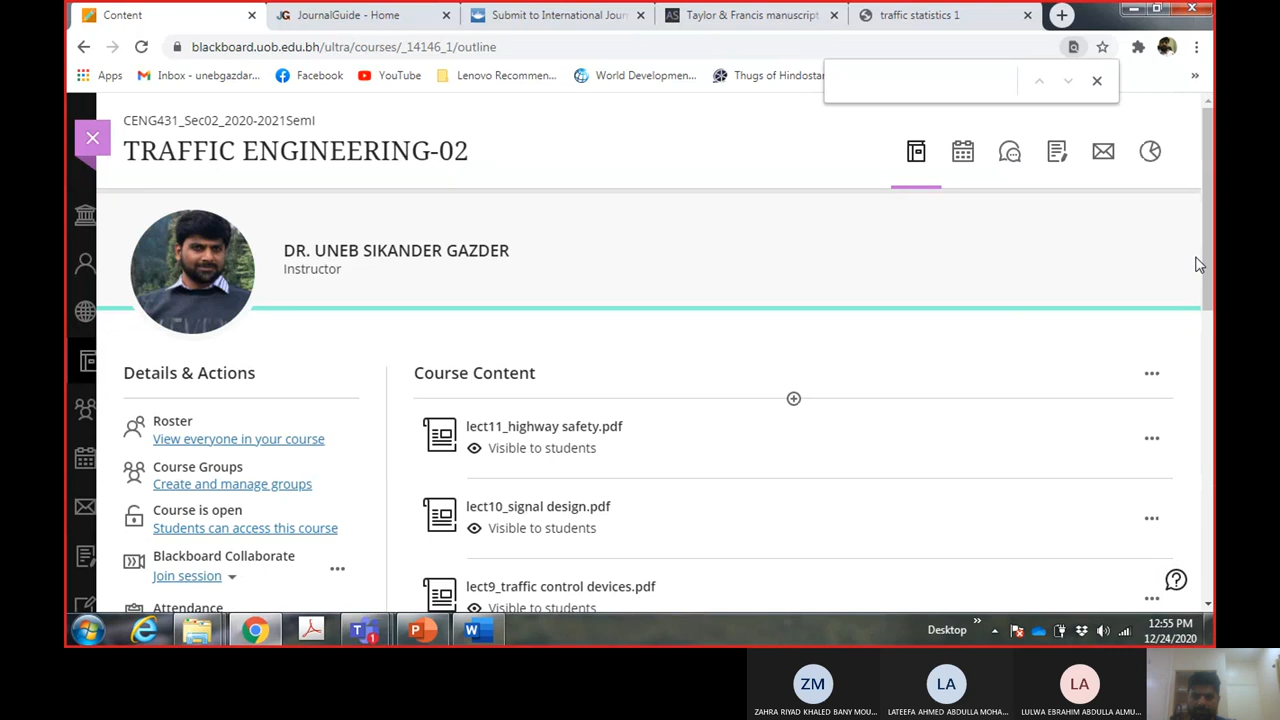 Content
JournalGuide - Home
Submit to International Journ
Taylor & Francis manuscript
traffic statistics 1
blackboard.uob.edu.bh/ultra/courses/_14146_1/outline
Apps
Inbox - unebgazdar...
Facebook
YouTube
Lenovo Recommen...
World Developmen...
Thugs of Hindostar
»
CENG431_Sec02_2020-2021SemI
TRAFFIC ENGINEERING-02
DR. UNEB SIKANDER GAZDER
Instructor
Details & Actions
Roster
View everyone in your course
Course Groups
Create and manage groups
Course is open
Students can access this course
Blackboard Collaborate
Join session
Attendance
Course Content
lect11_highway safety.pdf
Visible to students
lect10_signal design.pdf
Visible to students
lect9_traffic control devices.pdf
Visible to students
Desktop
»
12:55 PM
12/24/2020
ZM
ZAHRA RIYAD KHALED BANY MOU...
LA
LATEEFA AHMED ABDULLA MOHA...
LA
LULWA EBRAHIM ABDULLA ALMU...